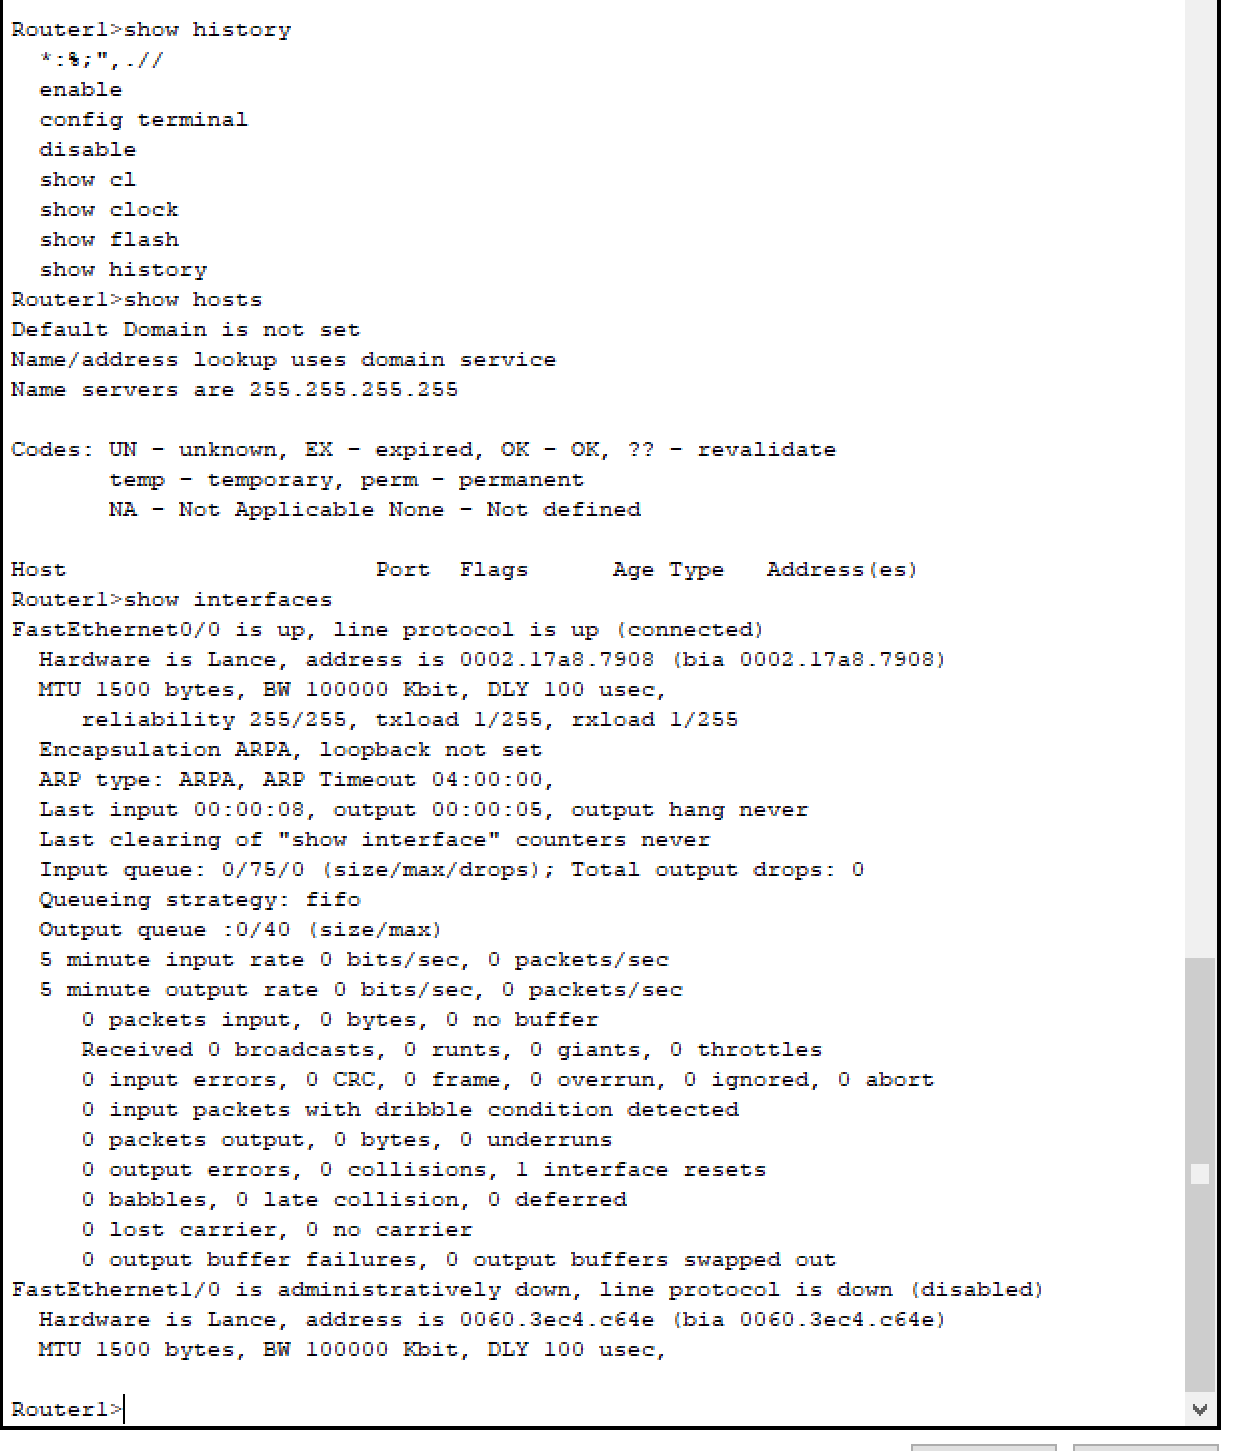 Router1>show history
*:%;",.//
enable
config terminal
disable
show cl
show clock
show flash
show history
Router1>show hosts
Default Domain is not set
Name/address lookup uses domain service
Name servers are 255.255.255.255
Codes: UN - unknown, EX - expired, OK - OK, ?? - revalidate
temp - temporary, perm - permanent
NA - Not Applicable None - Not defined
Host Port Flags Age Type Address(es)
Router1>show interfaces
FastEthernet0/0 is up, line protocol is up (connected)
Hardware is Lance, address is 0002.17a8.7908 (bia 0002.17a8.7908)
MTU 1500 bytes, BW 100000 Kbit, DLY 100 usec,
reliability 255/255, txload 1/255, rxload 1/255
Encapsulation ARPA, loopback not set
ARP type: ARPA, ARP Timeout 04:00:00,
Last input 00:00:08, output 00:00:05, output hang never
Last clearing of "show interface" counters never
Input queue: 0/75/0 (size/max/drops); Total output drops: 0
Queueing strategy: fifo
Output queue :0/40 (size/max)
5 minute input rate 0 bits/sec, 0 packets/sec
5 minute output rate 0 bits/sec, 0 packets/sec
0 packets input, 0 bytes, 0 no buffer
Received 0 broadcasts, 0 runts, 0 giants, 0 throttles
0 input errors, 0 CRC, 0 frame, 0 overrun, 0 ignored, 0 abort
0 input packets with dribble condition detected
0 packets output, 0 bytes, 0 underruns
0 output errors, 0 collisions, 1 interface resets
0 babbles, 0 late collision, 0 deferred
0 lost carrier, 0 no carrier
0 output buffer failures, 0 output buffers swapped out
FastEthernet1/0 is administratively down, line protocol is down (disabled)
Hardware is Lance, address is 0060.3ec4.c64e (bia 0060.3ec4.c64e)
MTU 1500 bytes, BW 100000 Kbit, DLY 100 usec,
Router1>